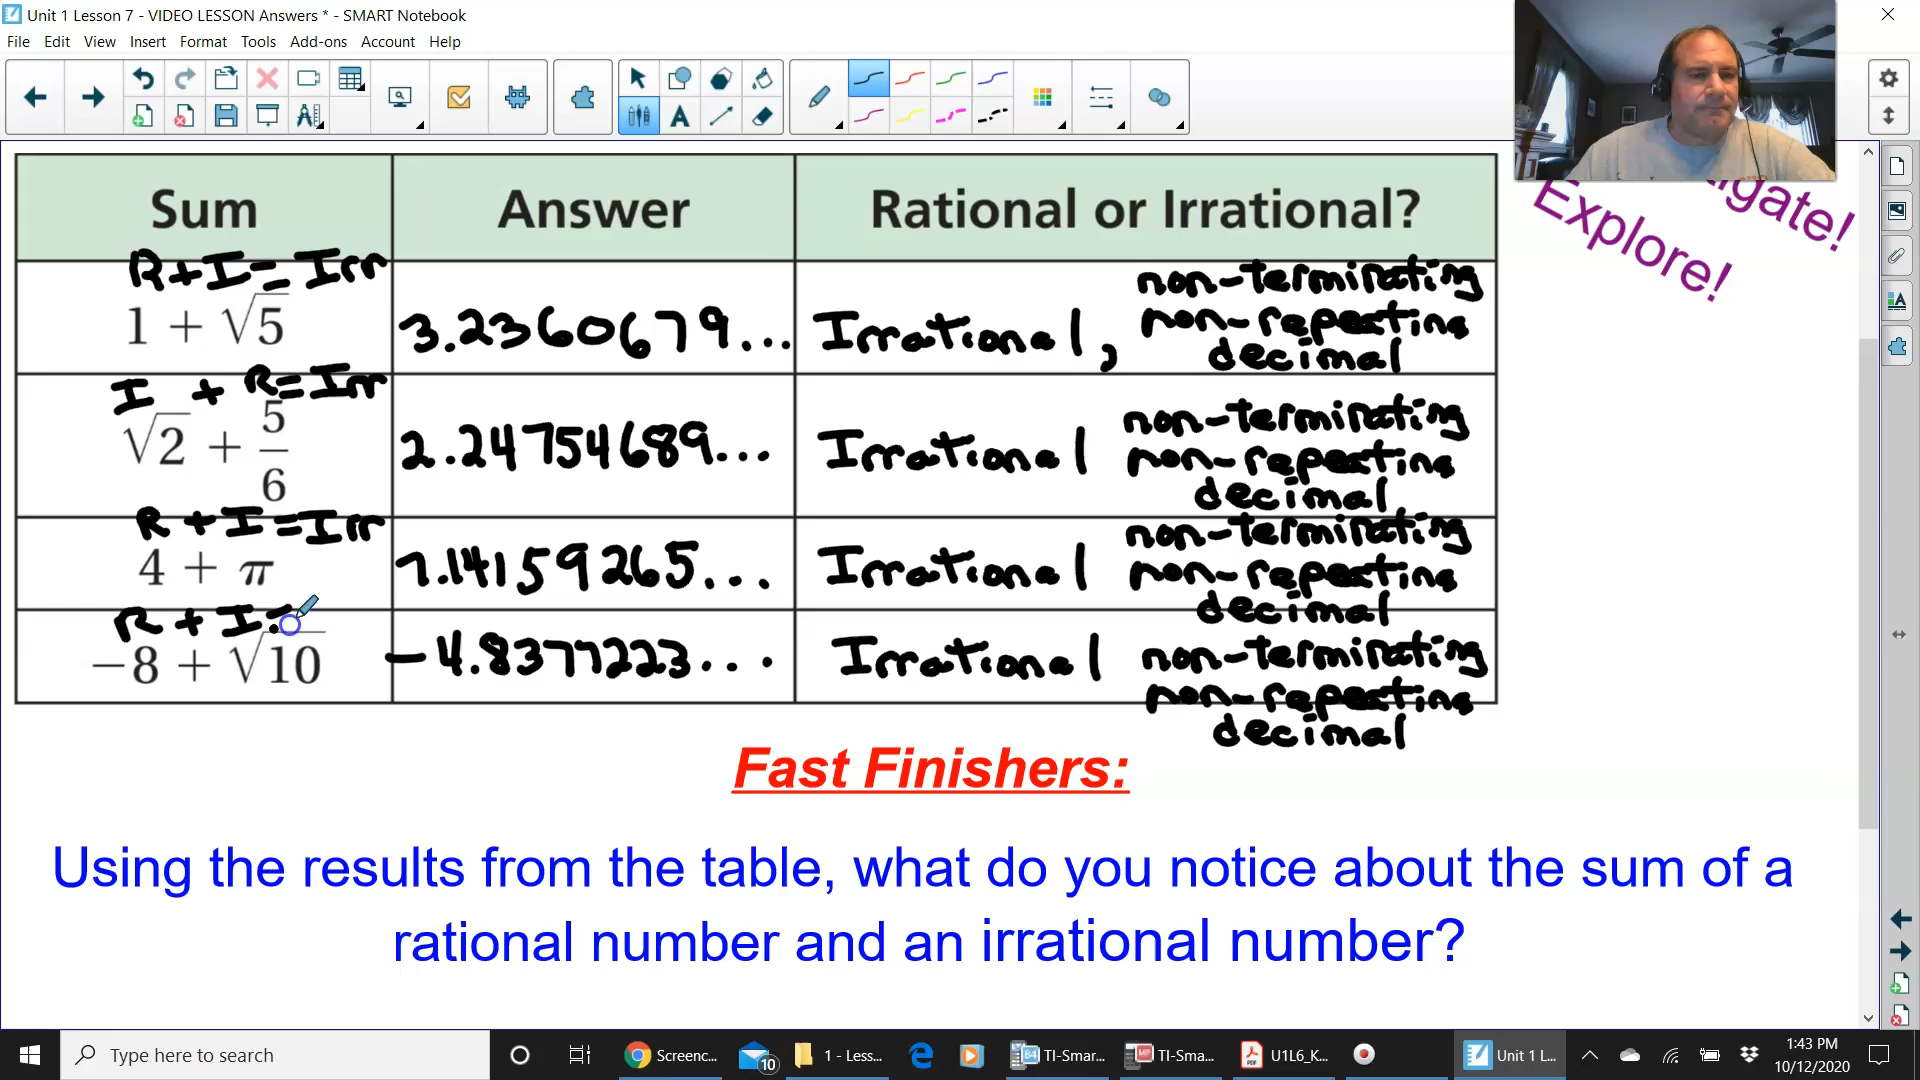 Unit 1 Lesson 7 - VIDEO LESSON Answers * - SMART Notebook
File Edit View Insert Format Tools Add-ons Account Help
igate!
Explore!
Sum Answer Rational or Irrational?
R+I=Irr
1 + √5 3.2360679... Irrational, non-terminating
non-repeating
decimal
I + R=Irr
√2 + 5/6 2.24754689... Irrational non-terminating
non-repeating
decimal
R+I=Irr
4 + π 7.14159265... Irrational non-terminating
non-repeating
decimal
R+I=
−8 + √10 −4.8377223... Irrational non-terminating
non-repeating
decimal
Fast Finishers:
Using the results from the table, what do you notice about the sum of a
rational number and an irrational number?
Type here to search Screenc... 10 1 - Less... TI-Smar... TI-Sma... U1L6_K... Unit 1 L... 1:43 PM
10/12/2020